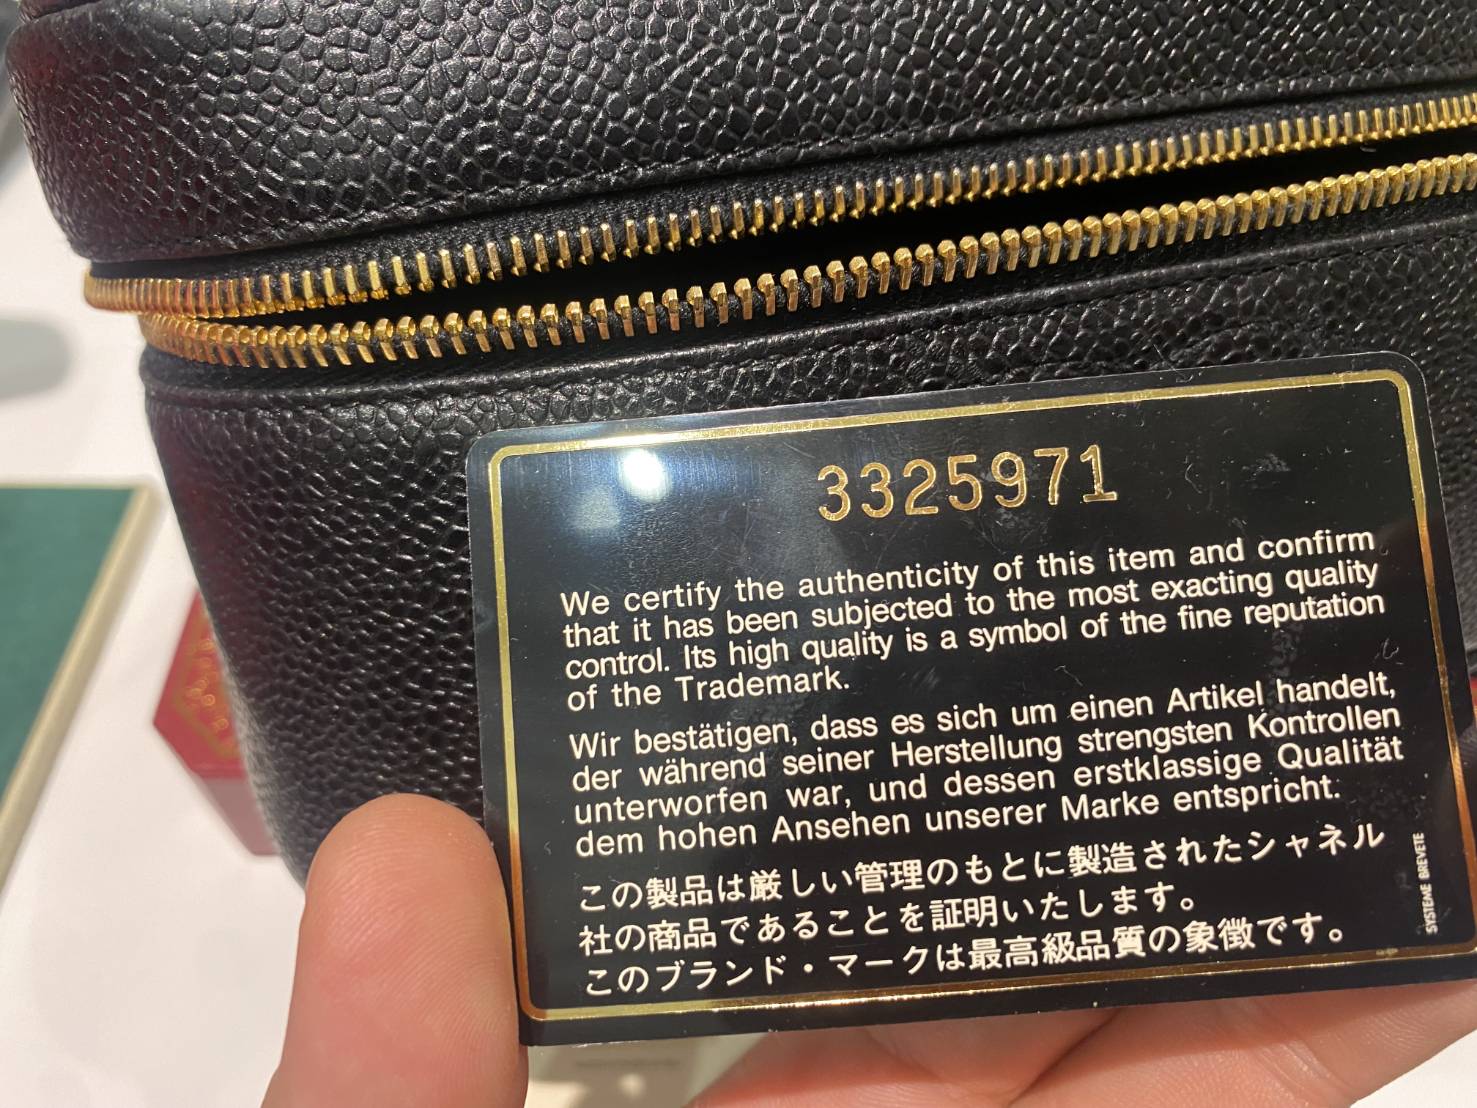 3325971
We certify the authenticity of this item and confirm
that it has been subjected to the most exacting quality
control. Its high quality is a symbol of the fine reputation
of the Trademark.
Wir bestätigen, dass es sich um einen Artikel handelt,
der während seiner Herstellung strengsten Kontrollen
unterworfen war, und dessen erstklassige Qualität
dem hohen Ansehen unserer Marke entspricht.
この製品は厳しい管理のもとに製造されたシャネル
社の商品であることを証明いたします。
このブランド・マークは最高級品質の象徴です。
SYSTEME BREVETE